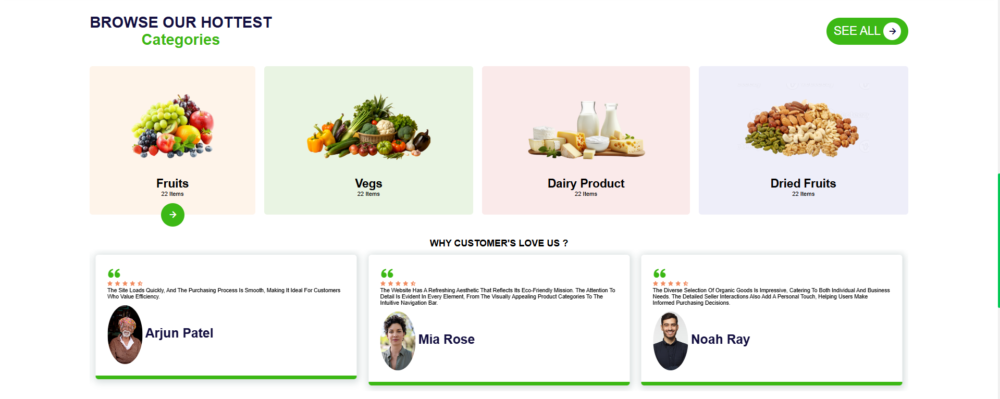 BROWSE OUR HOTTEST
Categories
SEE ALL
Fruits
22 Items
Vegs
22 Items
Dairy Product
22 Items
Dried Fruits
22 Items
WHY CUSTOMER'S LOVE US ?
The Site Loads Quickly, And The Purchasing Process Is Smooth, Making It Ideal For Customers
Who Value Efficiency.
Arjun Patel
The Website Has A Refreshing Aesthetic That Reflects Its Eco-Friendly Mission. The Attention To
Detail Is Evident In Every Element, From The Visually Appealing Product Categories To The
Intuitive Navigation Bar.
Mia Rose
The Diverse Selection Of Organic Goods Is Impressive, Catering To Both Individual And Business
Needs. The Detailed Seller Interactions Also Add A Personal Touch, Helping Users Make
Informed Purchasing Decisions.
Noah Ray